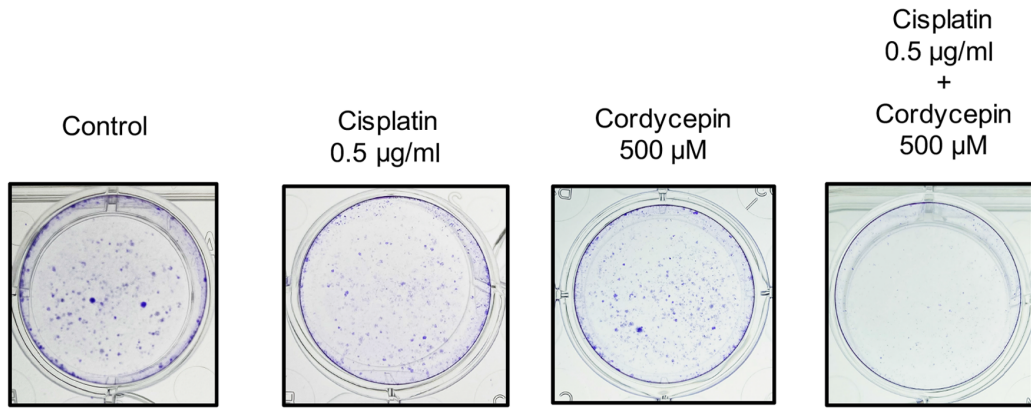 Control
Cisplatin
0.5 µg/ml
Cordycepin
500 µM
Cisplatin
0.5 µg/ml
+
Cordycepin
500 µM